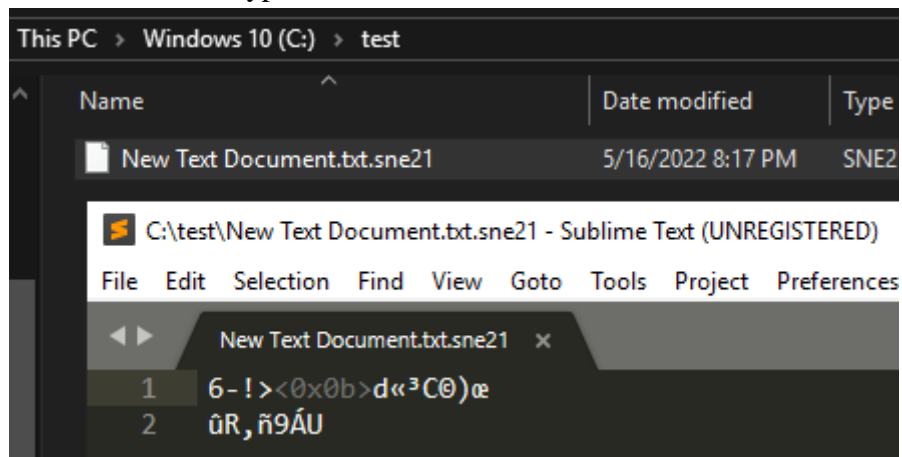 This PC > Windows 10 (C:) > test
Name Date modified Type
New Text Document.txt.sne21 5/16/2022 8:17 PM SNE2
C:\test\New Text Document.txt.sne21 - Sublime Text (UNREGISTERED)
File Edit Selection Find View Goto Tools Project Preferences
New Text Document.txt.sne21 ×
1 6-!><0x0b>d«³C©)œ
2 ûR,ñ9ÁU